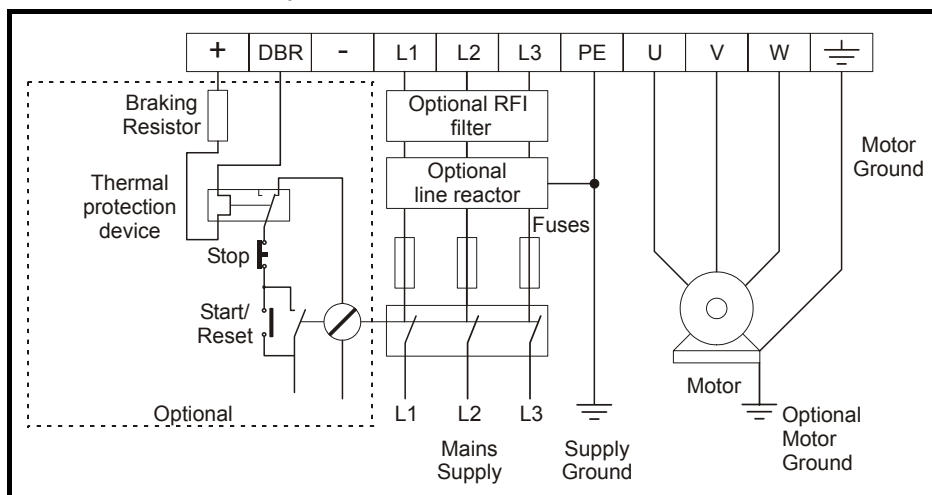 + DBR - L1 L2 L3 PE U V W
Braking
Resistor
Optional RFI
filter
Motor
Ground
Thermal
protection
device
Optional
line reactor
Fuses
Stop
Start/
Reset
Motor
Optional
L1 L2 L3
Mains
Supply
Supply
Ground
Optional
Motor
Ground